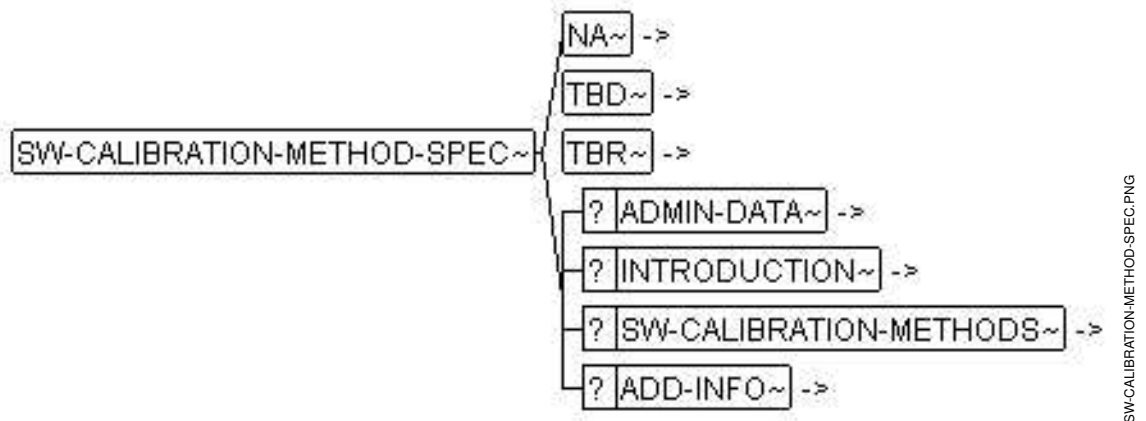 NA~ ->
TBD~ ->
SW-CALIBRATION-METHOD-SPEC~
TBR~ ->
? ADMIN-DATA~ ->
? INTRODUCTION~ ->
? SW-CALIBRATION-METHODS~ ->
? ADD-INFO~ ->
SW-CALIBRATION-METHOD-SPEC.PNG